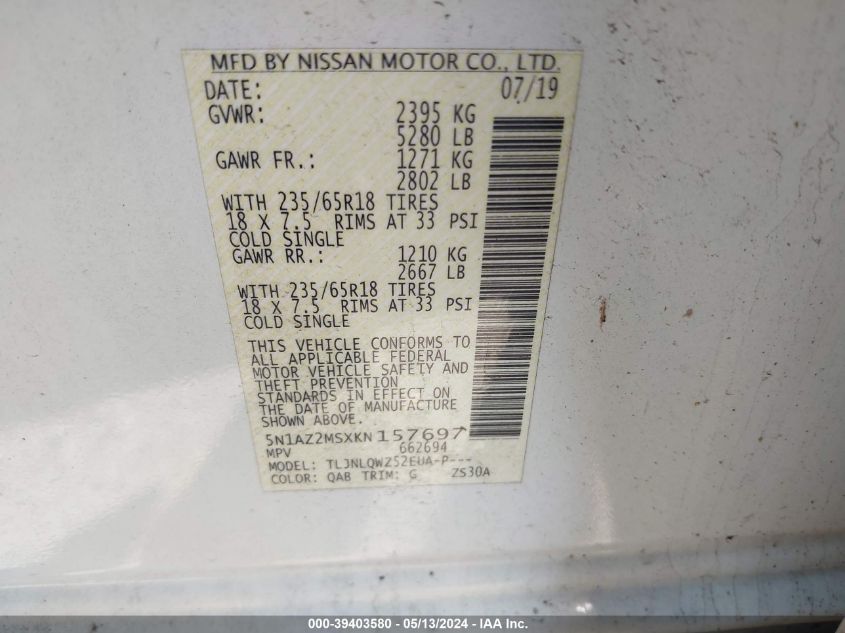 MFD BY NISSAN MOTOR CO., LTD.
DATE: 07/19
GVWR: 2395 KG
5280 LB
GAWR FR.: 1271 KG
2802 LB
WITH 235/65R18 TIRES
18 X 7.5 RIMS AT 33 PSI
COLD SINGLE
GAWR RR.: 1210 KG
2667 LB
WITH 235/65R18 TIRES
18 X 7.5 RIMS AT 33 PSI
COLD SINGLE
THIS VEHICLE CONFORMS TO
ALL APPLICABLE FEDERAL
MOTOR VEHICLE SAFETY AND
THEFT PREVENTION
STANDARDS IN EFFECT ON
THE DATE OF MANUFACTURE
SHOWN ABOVE.
5N1AZ2MSXKN157697
MPV 662694
MODEL: TLJNLQWZ52EUA-P---
COLOR: QAB TRIM: G ZS30A
000-39403580 / 05/13/2024 - IAA Inc.